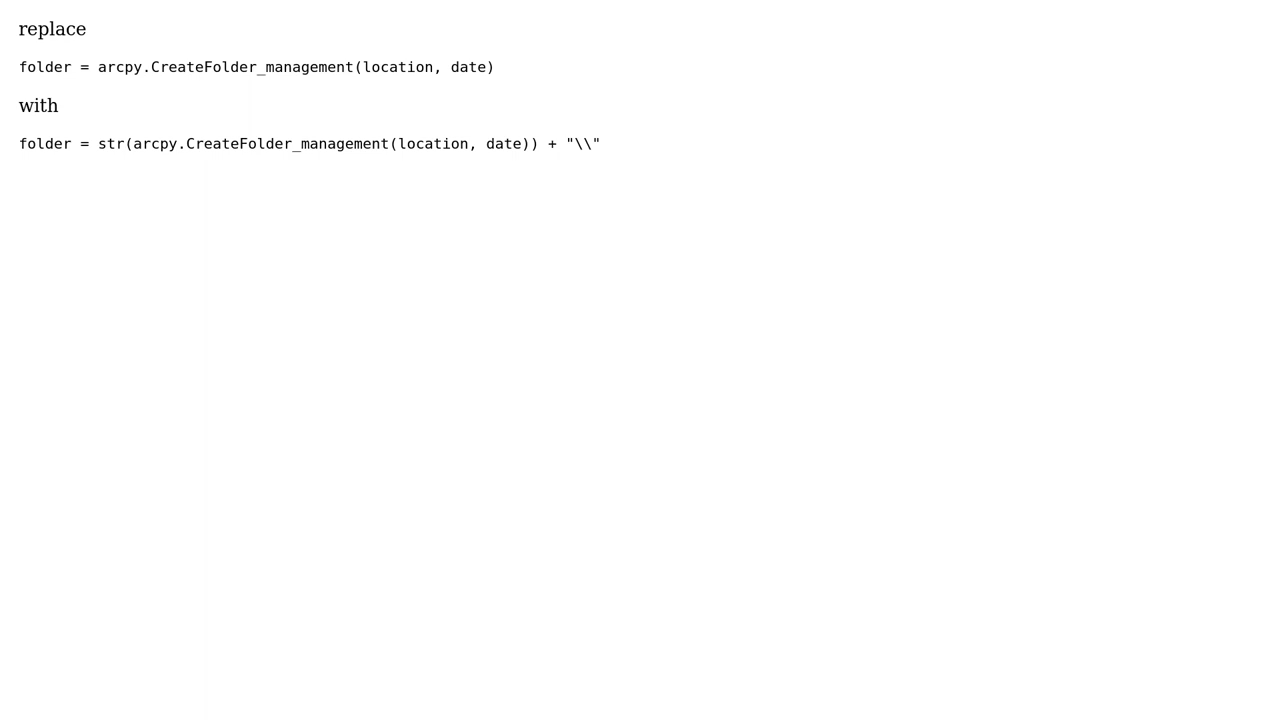 replace
folder = arcpy.CreateFolder_management(location, date)
with
folder = str(arcpy.CreateFolder_management(location, date)) + "\\"